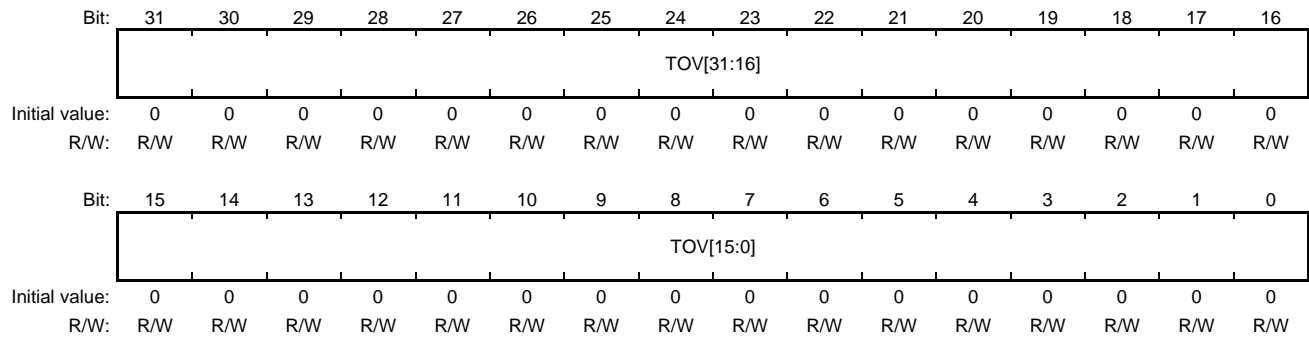 Bit: 31 30 29 28 27 26 25 24 23 22 21 20 19 18 17 16
TOV[31:16]
Initial value: 0 0 0 0 0 0 0 0 0 0 0 0 0 0 0 0
R/W: R/W R/W R/W R/W R/W R/W R/W R/W R/W R/W R/W R/W R/W R/W R/W R/W
Bit: 15 14 13 12 11 10 9 8 7 6 5 4 3 2 1 0
TOV[15:0]
Initial value: 0 0 0 0 0 0 0 0 0 0 0 0 0 0 0 0
R/W: R/W R/W R/W R/W R/W R/W R/W R/W R/W R/W R/W R/W R/W R/W R/W R/W